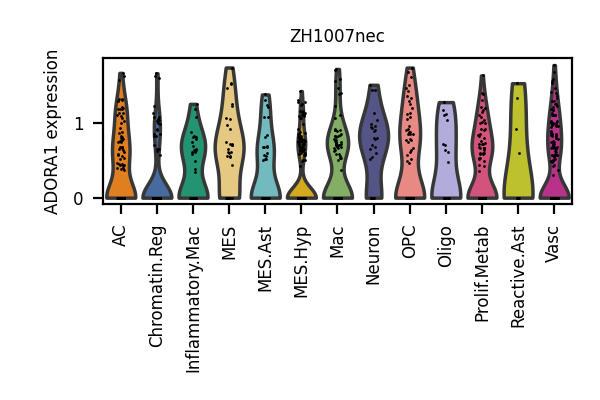 ZH1007nec
ADORA1 expression
1
0
AC
Chromatin.Reg
Inflammatory.Mac
MES
MES.Ast
MES.Hyp
Mac
Neuron
OPC
Oligo
Prolif.Metab
Reactive.Ast
Vasc